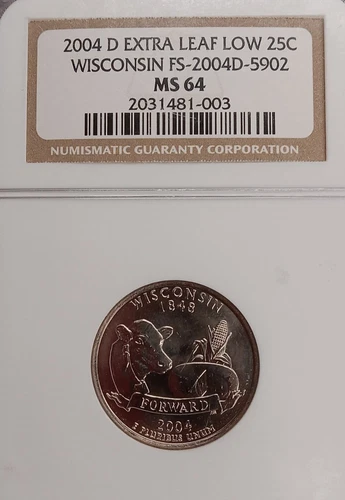 2004 D EXTRA LEAF LOW 25C
WISCONSIN FS-2004D-5902
MS 64
2031481-003
NUMISMATIC GUARANTY CORPORATION
WISCONSIN
1848
FORWARD
2004
E PLURIBUS UNUM